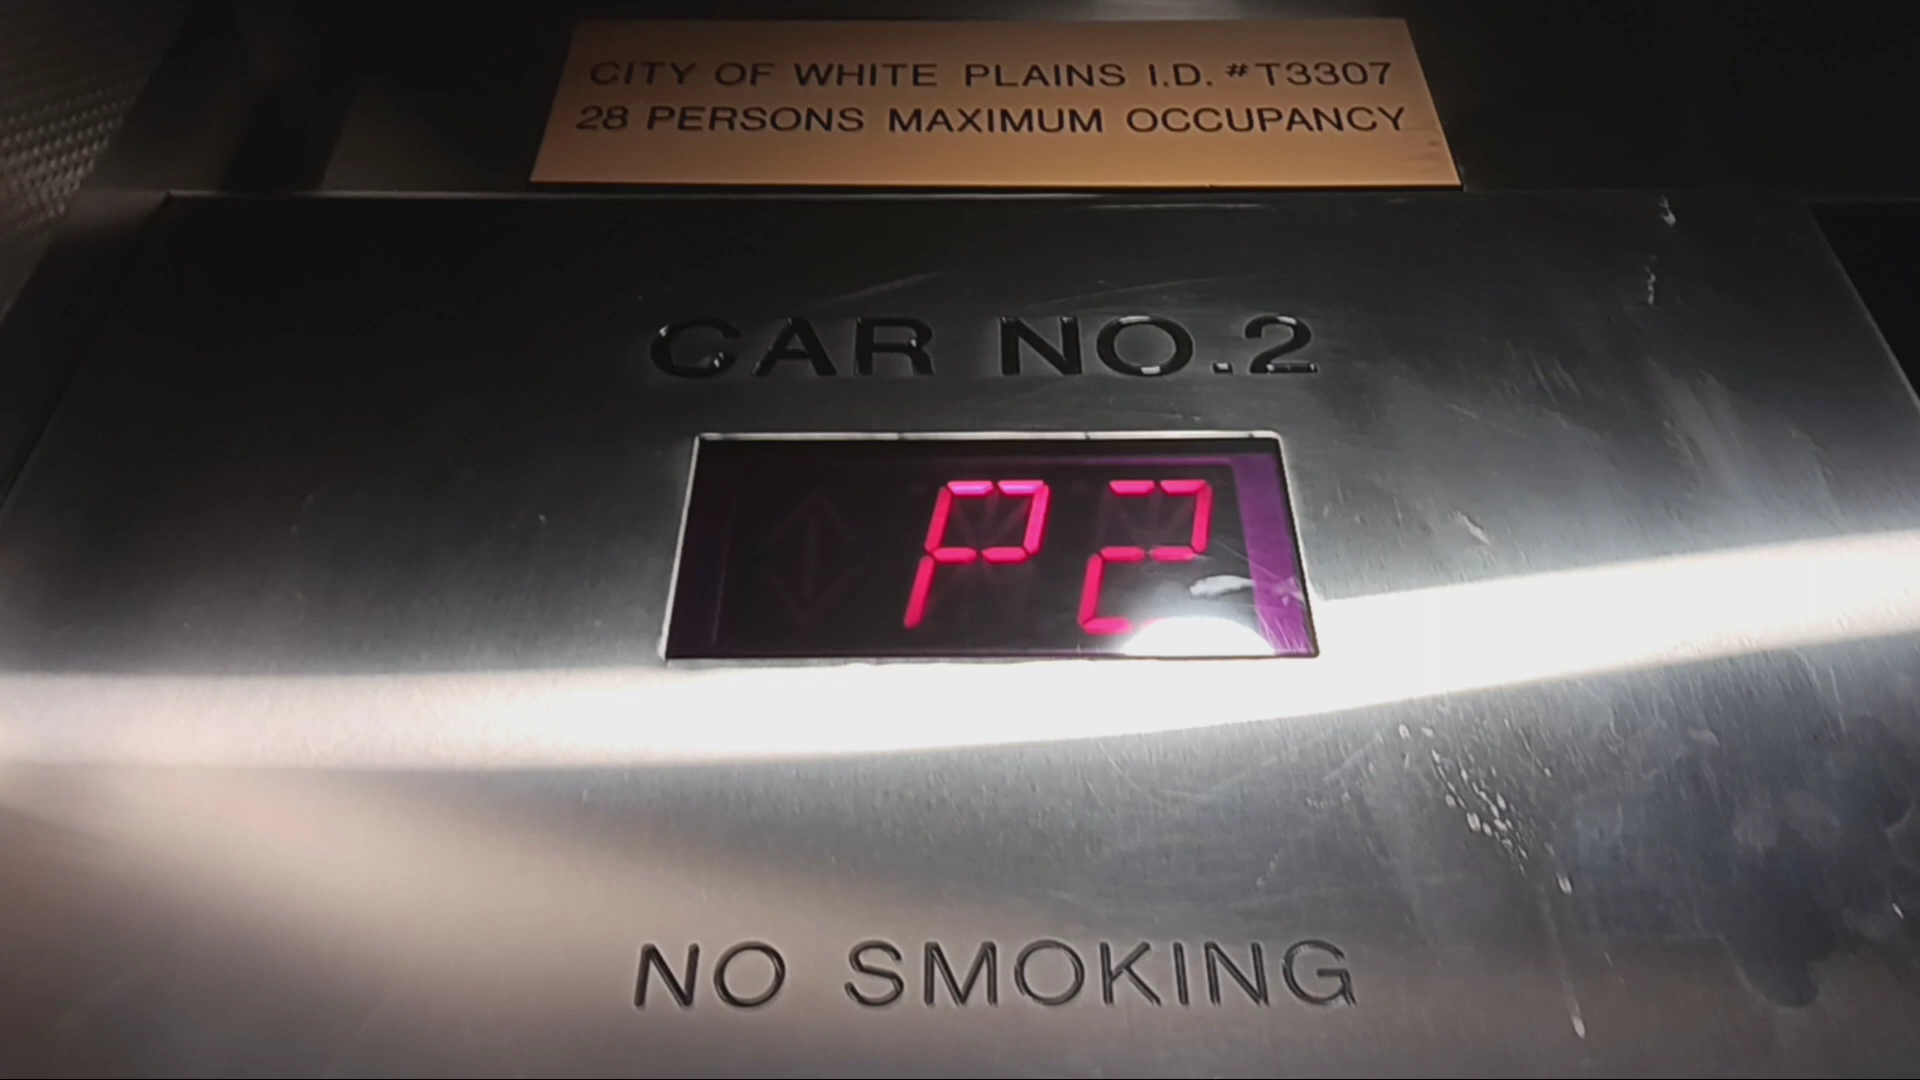 CITY OF WHITE PLAINS I.D. #T3307
28 PERSONS MAXIMUM OCCUPANCY
CAR NO.2
P2
NO SMOKING